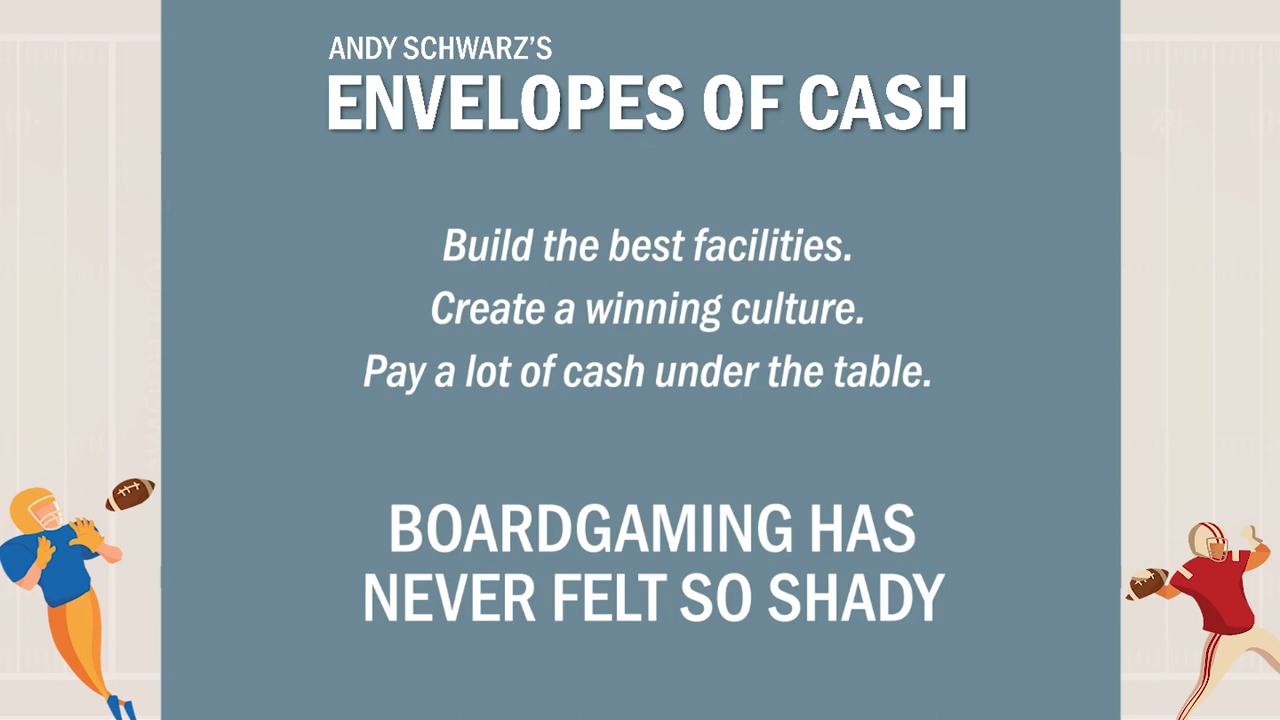 ANDY SCHWARZ'S
ENVELOPES OF CASH
Build the best facilities.
Create a winning culture.
Pay a lot of cash under the table.
BOARDGAMING HAS
NEVER FELT SO SHADY